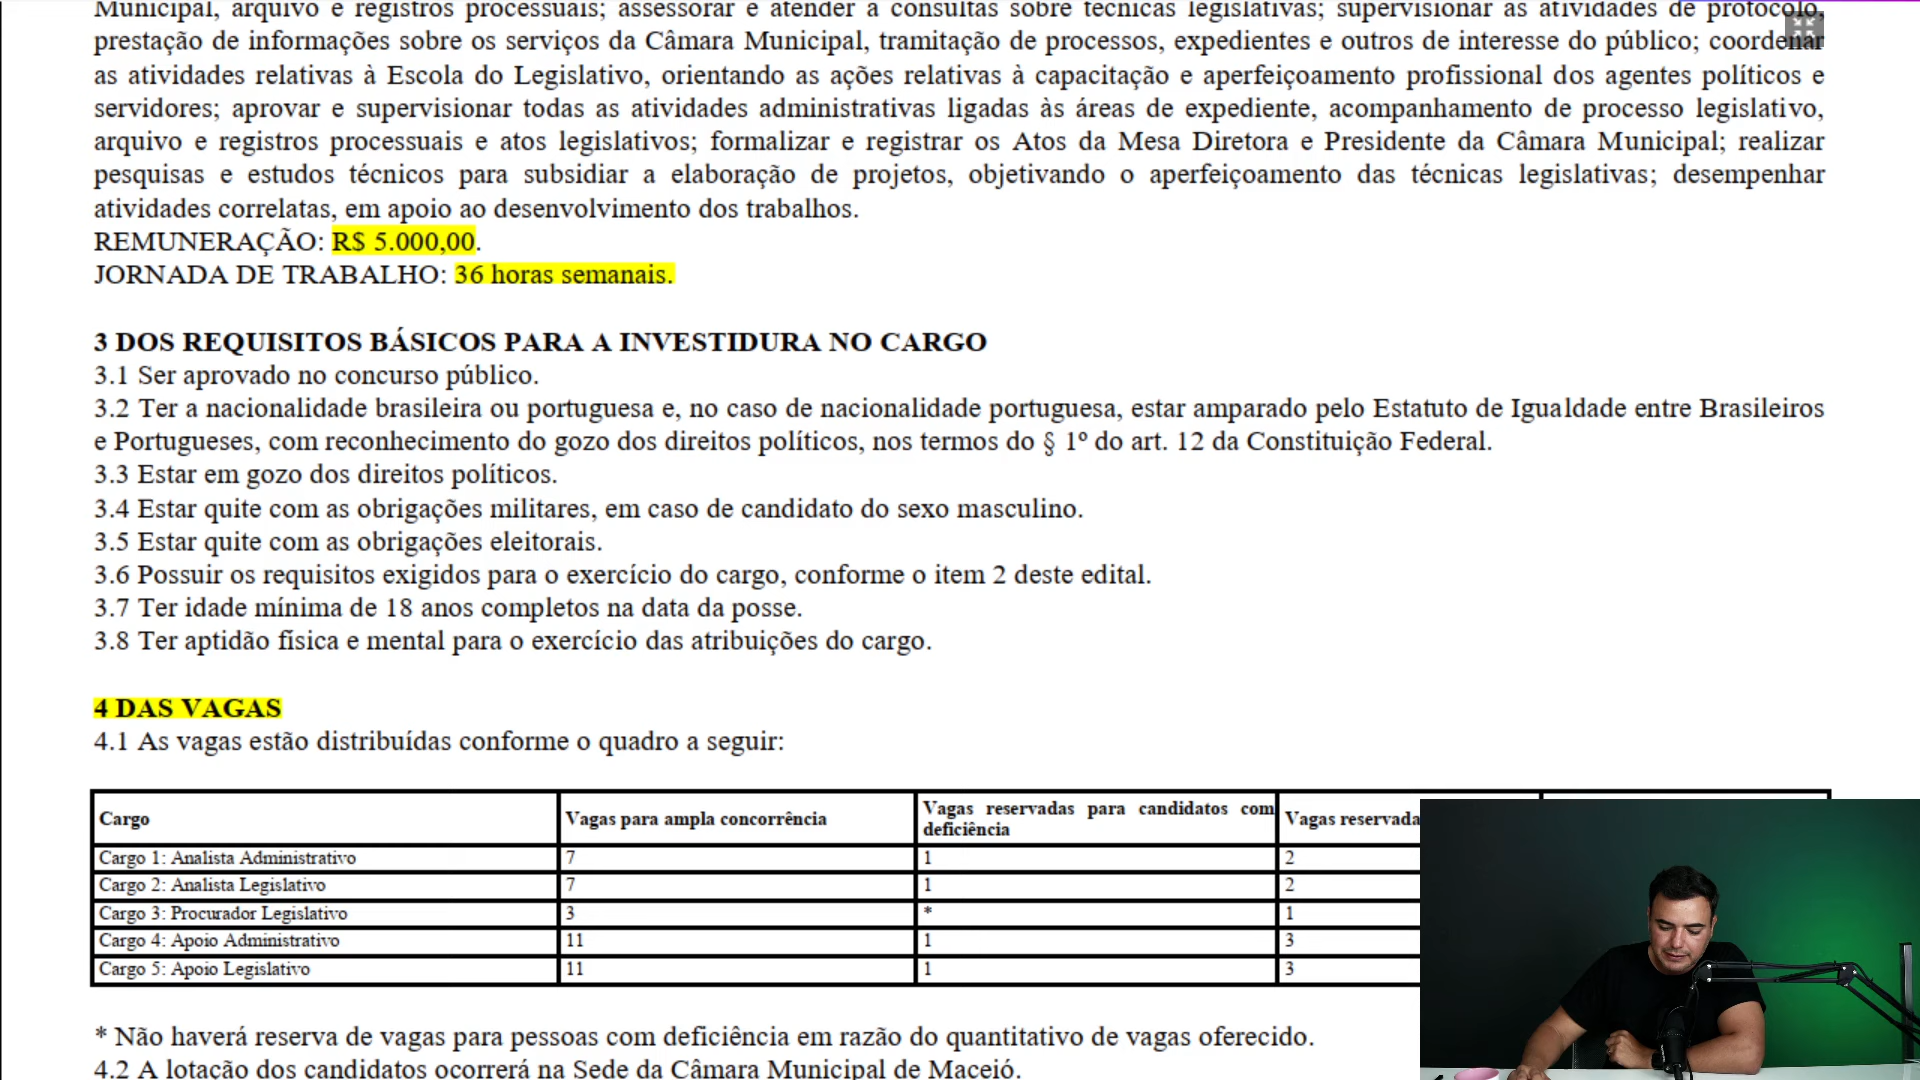 Municipal, arquivo e registros processuais; assessorar e atender a consultas sobre técnicas legislativas; supervisionar as atividades de protocolo,
prestação de informações sobre os serviços da Câmara Municipal, tramitação de processos, expedientes e outros de interesse do público; coordenar
as atividades relativas à Escola do Legislativo, orientando as ações relativas à capacitação e aperfeiçoamento profissional dos agentes políticos e
servidores; aprovar e supervisionar todas as atividades administrativas ligadas às áreas de expediente, acompanhamento de processo legislativo,
arquivo e registros processuais e atos legislativos; formalizar e registrar os Atos da Mesa Diretora e Presidente da Câmara Municipal; realizar
pesquisas e estudos técnicos para subsidiar a elaboração de projetos, objetivando o aperfeiçoamento das técnicas legislativas; desempenhar
atividades correlatas, em apoio ao desenvolvimento dos trabalhos.
REMUNERAÇÃO: R$ 5.000,00.
JORNADA DE TRABALHO: 36 horas semanais.
3 DOS REQUISITOS BÁSICOS PARA A INVESTIDURA NO CARGO
3.1 Ser aprovado no concurso público.
3.2 Ter a nacionalidade brasileira ou portuguesa e, no caso de nacionalidade portuguesa, estar amparado pelo Estatuto de Igualdade entre Brasileiros
e Portugueses, com reconhecimento do gozo dos direitos políticos, nos termos do § 1º do art. 12 da Constituição Federal.
3.3 Estar em gozo dos direitos políticos.
3.4 Estar quite com as obrigações militares, em caso de candidato do sexo masculino.
3.5 Estar quite com as obrigações eleitorais.
3.6 Possuir os requisitos exigidos para o exercício do cargo, conforme o item 2 deste edital.
3.7 Ter idade mínima de 18 anos completos na data da posse.
3.8 Ter aptidão física e mental para o exercício das atribuições do cargo.
4 DAS VAGAS
4.1 As vagas estão distribuídas conforme o quadro a seguir:
Cargo Vagas para ampla concorrência Vagas reservadas para candidatos com deficiência Vagas reservada
Cargo 1: Analista Administrativo 7 1 2
Cargo 2: Analista Legislativo 7 1 2
Cargo 3: Procurador Legislativo 3 * 1
Cargo 4: Apoio Administrativo 11 1 3
Cargo 5: Apoio Legislativo 11 1 3
* Não haverá reserva de vagas para pessoas com deficiência em razão do quantitativo de vagas oferecido.
4.2 A lotação dos candidatos ocorrerá na Sede da Câmara Municipal de Maceió.